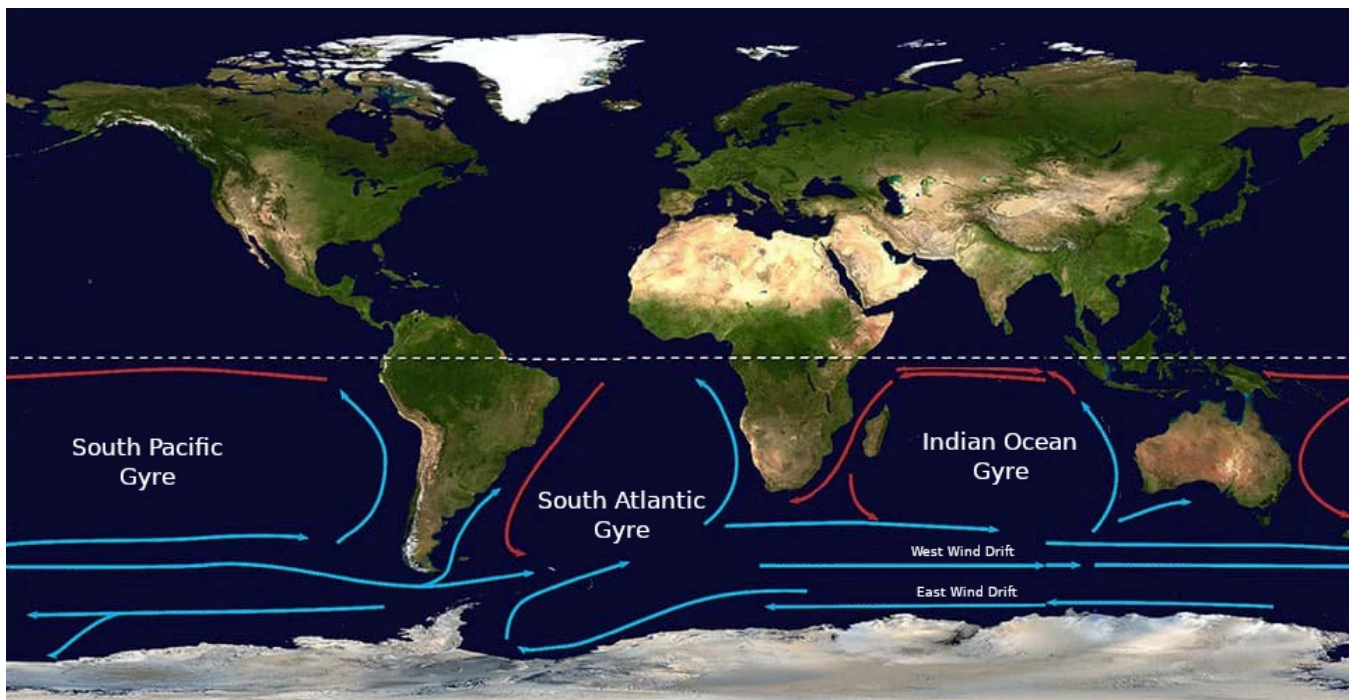 South Pacific
Gyre
Indian Ocean
Gyre
South Atlantic
Gyre
West Wind Drift
East Wind Drift